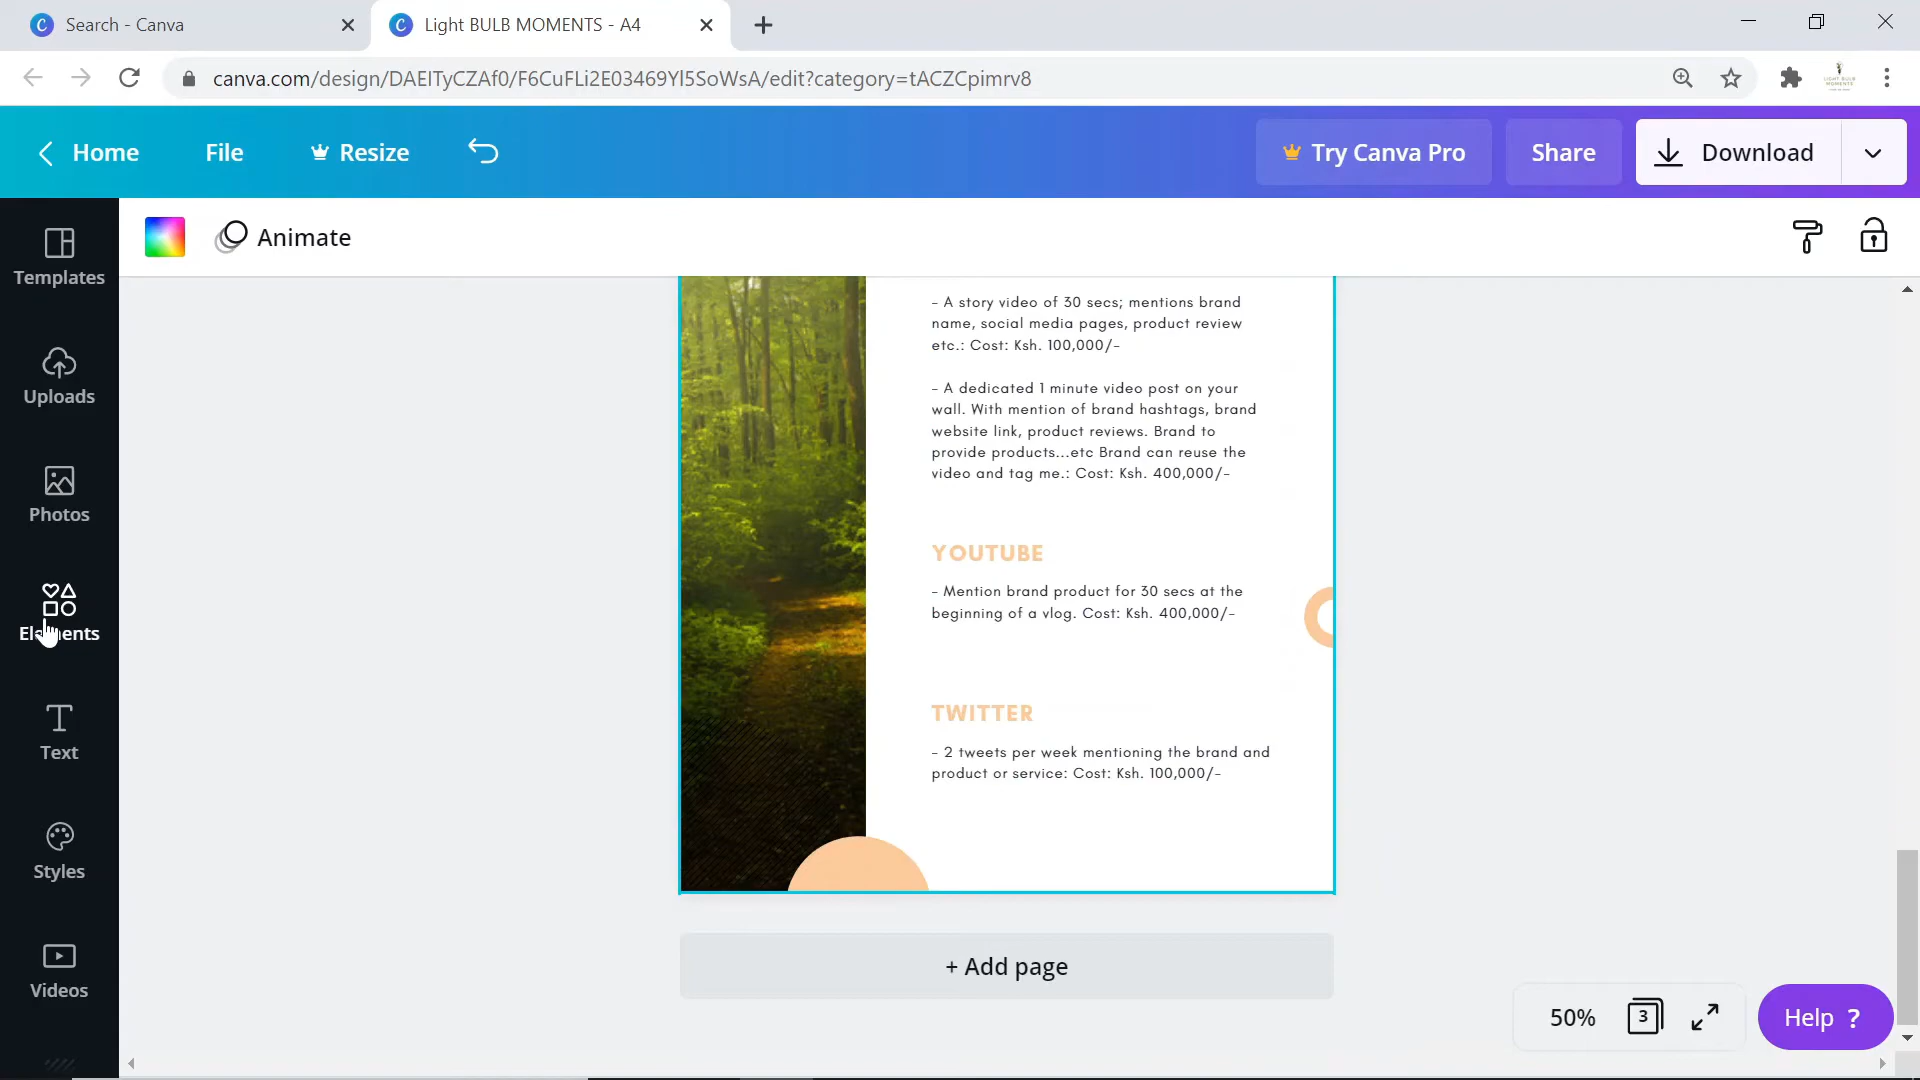 Search - Canva
Light BULB MOMENTS - A4
canva.com/design/DAEITyCZAf0/F6CuFLi2E03469Yl5SoWsA/edit?category=tACZCpimrv8
Home
File
Resize
Try Canva Pro
Share
Download
Animate
Templates
Uploads
Photos
Elements
Text
Styles
Videos
- A story video of 30 secs; mentions brand
name, social media pages, product review
etc.: Cost: Ksh. 100,000/-
- A dedicated 1 minute video post on your
wall. With mention of brand hashtags, brand
website link, product reviews. Brand to
provide products...etc Brand can reuse the
video and tag me.: Cost: Ksh. 400,000/-
YOUTUBE
- Mention brand product for 30 secs at the
beginning of a vlog. Cost: Ksh. 400,000/-
TWITTER
- 2 tweets per week mentioning the brand and
product or service: Cost: Ksh. 100,000/-
+ Add page
50%
3
Help ?